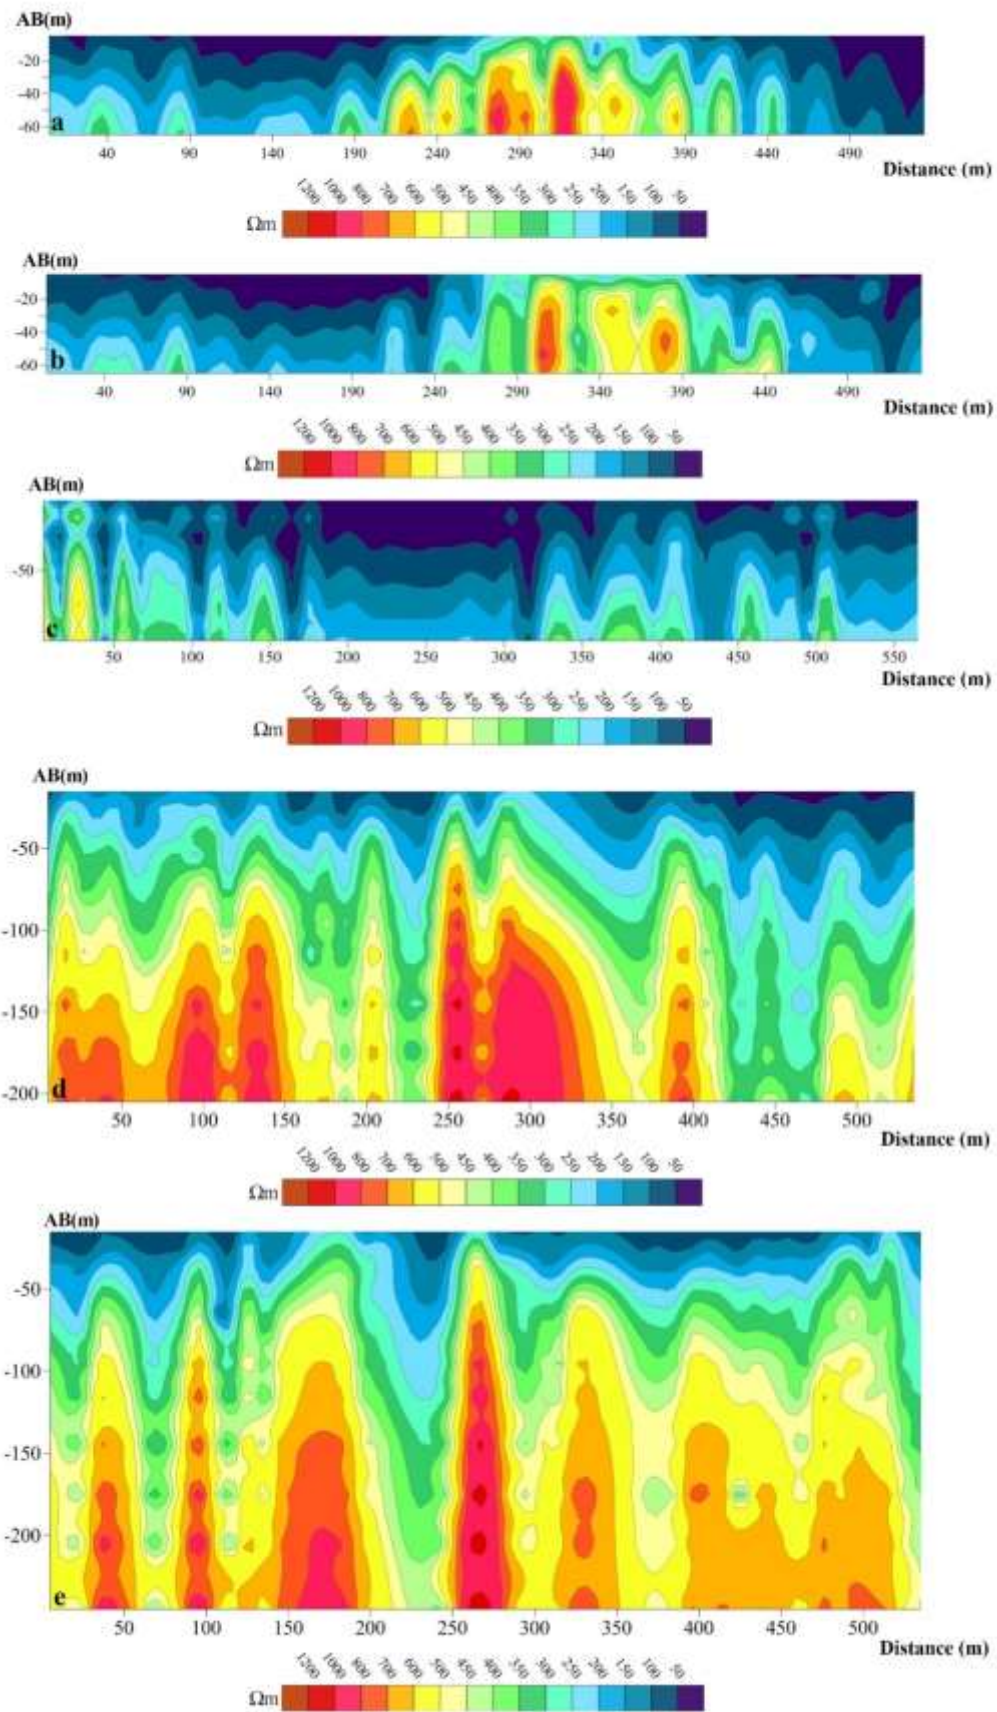 AB(m)
-20
-40
-60
a
40 90 140 190 240 290 340 390 440 490
Distance (m)
Ωm 1200 1000 800 700 600 500 450 400 350 300 250 200 150 100 50
AB(m)
-20
-40
-60
b
40 90 140 190 240 290 340 390 440 490
Distance (m)
1200 1000 800 700 600 500 450 400 350 300 250 200 150 100 50
Ωm
AB(m)
-50
c
50 100 150 200 250 300 350 400 450 500 550
Distance (m)
1200 1000 800 700 600 500 450 400 350 300 250 200 150 100 50
Ωm
AB(m)
-50
-100
-150
-200
d
50 100 150 200 250 300 350 400 450 500
Distance (m)
1200 1000 800 700 600 500 450 400 350 300 250 200 150 100 50
Ωm
AB(m)
-50
-100
-150
-200
e
50 100 150 200 250 300 350 400 450 500
Distance (m)
1200 1000 800 700 600 500 450 400 350 300 250 200 150 100 50
Ωm